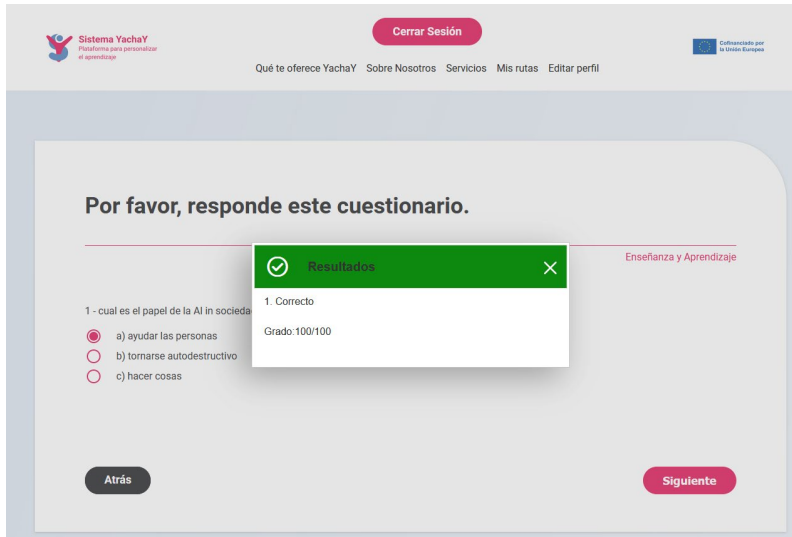 Sistema YachaY
Plataforma para personalizar
el aprendizaje
Cerrar Sesión
Cofinanciado por
la Unión Europea
Qué te oferece YachaY Sobre Nosotros Servicios Mis rutas Editar perfil
Por favor, responde este cuestionario.
Enseñanza y Aprendizaje
Resultados
1. Correcto
Grado:100/100
1 - cual es el papel de la AI in socieda
a) ayudar las personas
b) tornarse autodestructivo
c) hacer cosas
Atrás
Siguiente